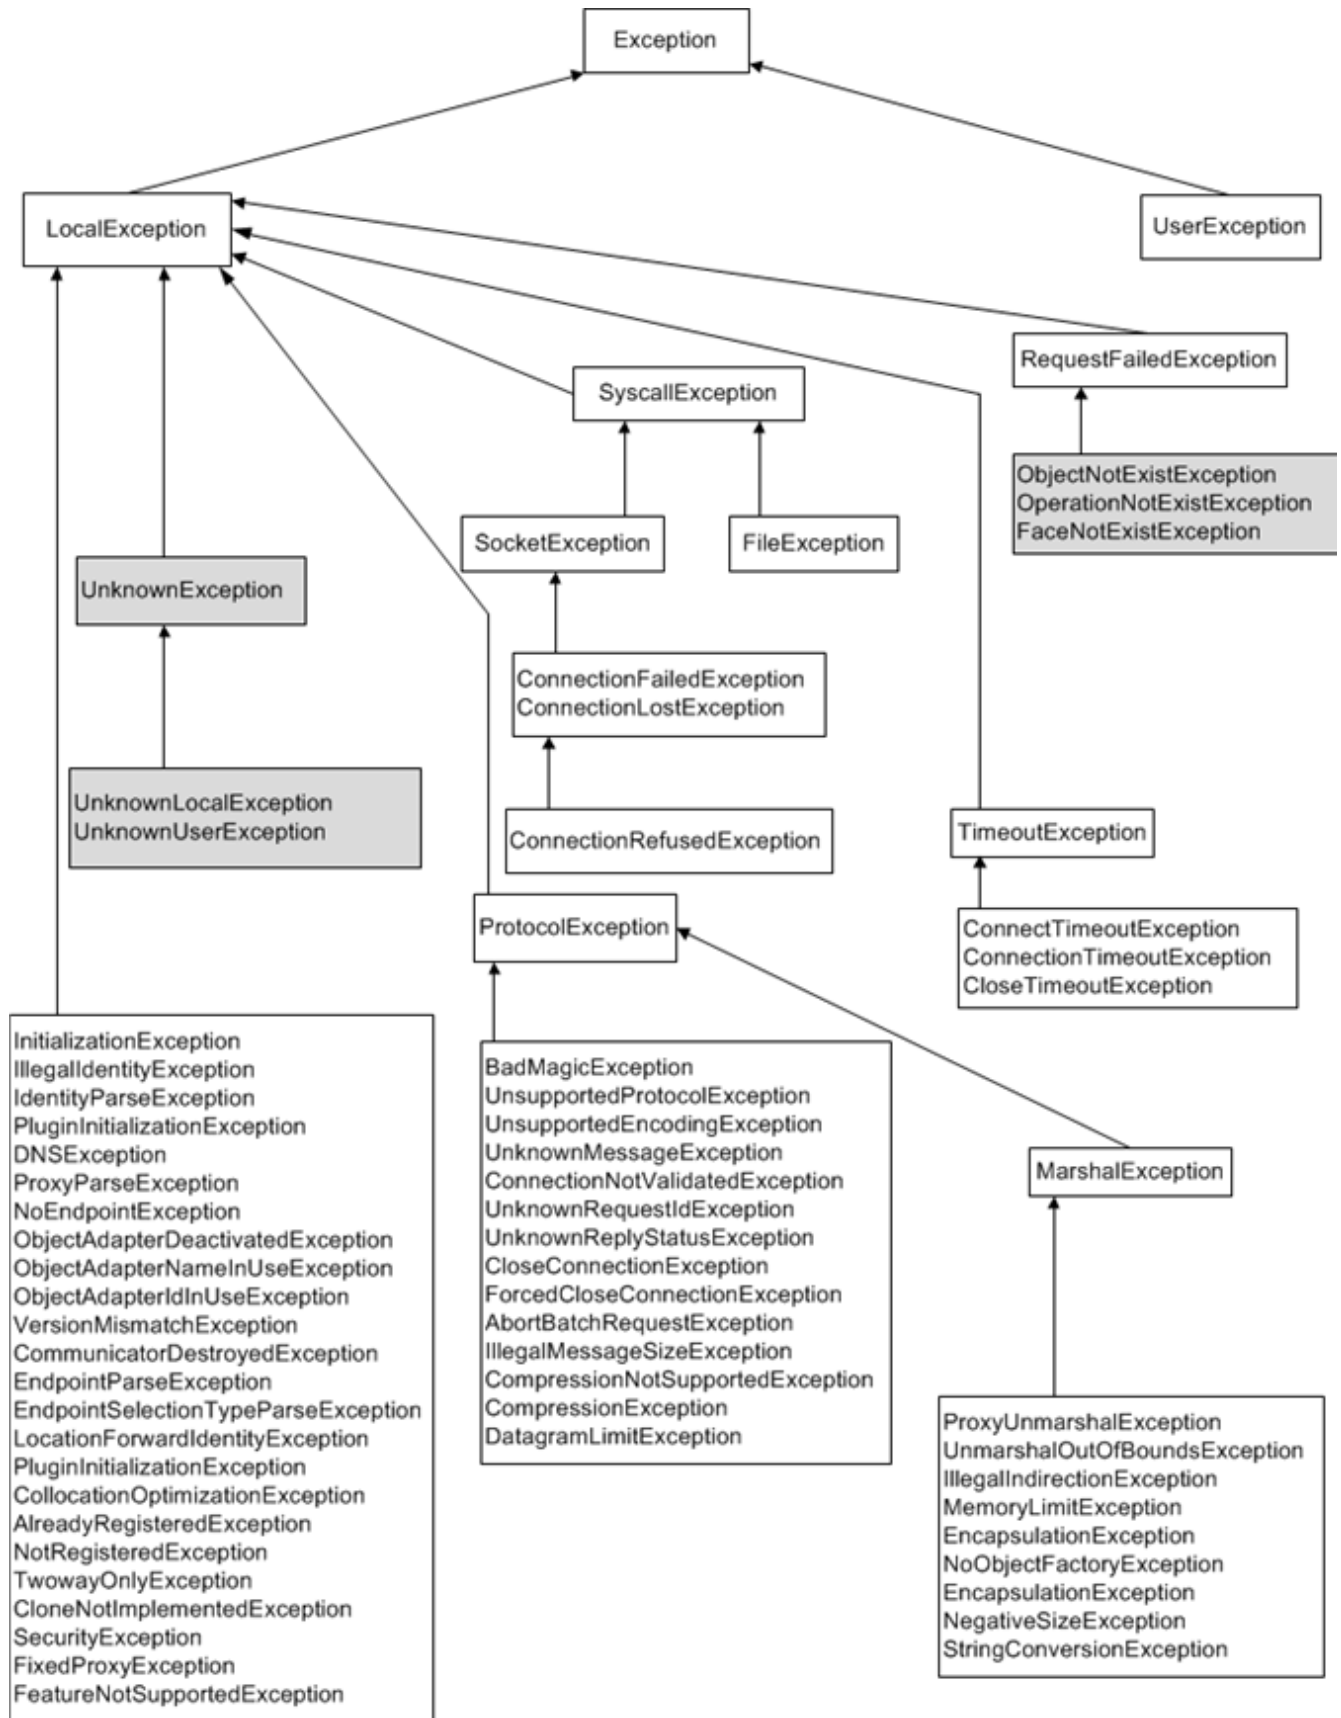 Exception
LocalException
UserException
RequestFailedException
SyscallException
ObjectNotExistException
OperationNotExistException
FaceNotExistException
SocketException
FileException
UnknownException
ConnectionFailedException
ConnectionLostException
UnknownLocalException
UnknownUserException
ConnectionRefusedException
TimeoutException
ProtocolException
ConnectTimeoutException
ConnectionTimeoutException
CloseTimeoutException
InitializationException
IllegalIdentityException
IdentityParseException
PluginInitializationException
DNSException
ProxyParseException
NoEndpointException
ObjectAdapterDeactivatedException
ObjectAdapterNameInUseException
ObjectAdapterIdInUseException
VersionMismatchException
CommunicatorDestroyedException
EndpointParseException
EndpointSelectionTypeParseException
LocationForwardIdentityException
PluginInitializationException
CollocationOptimizationException
AlreadyRegisteredException
NotRegisteredException
TwowayOnlyException
CloneNotImplementedException
SecurityException
FixedProxyException
FeatureNotSupportedException
BadMagicException
UnsupportedProtocolException
UnsupportedEncodingException
UnknownMessageException
ConnectionNotValidatedException
UnknownRequestIdException
UnknownReplyStatusException
CloseConnectionException
ForcedCloseConnectionException
AbortBatchRequestException
IllegalMessageSizeException
CompressionNotSupportedException
CompressionException
DatagramLimitException
MarshalException
ProxyUnmarshalException
UnmarshalOutOfBoundsException
IllegalIndirectionException
MemoryLimitException
EncapsulationException
NoObjectFactoryException
EncapsulationException
NegativeSizeException
StringConversionException